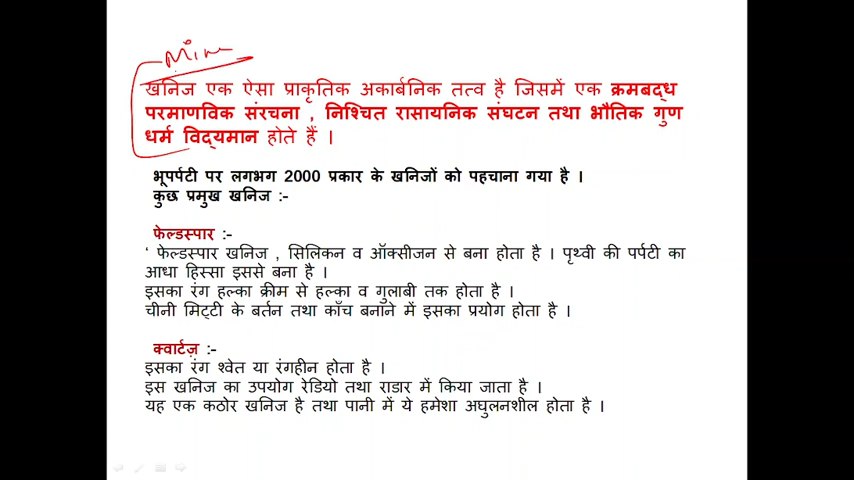 खनिज एक ऐसा प्राकृतिक अकार्बनिक तत्व है जिसमें एक क्रमबद्ध
परमाणविक संरचना , निश्चित रासायनिक संघटन तथा भौतिक गुण
धर्म विद्यमान होते हैं ।
भूपर्पटी पर लगभग 2000 प्रकार के खनिजों को पहचाना गया है ।
कुछ प्रमुख खनिज :-
फेल्डस्पार :-
‘ फेल्डस्पार खनिज , सिलिकन व ऑक्सीजन से बना होता है । पृथ्वी की पर्पटी का
आधा हिस्सा इससे बना है ।
इसका रंग हल्का क्रीम से हल्का व गुलाबी तक होता है ।
चीनी मिट्टी के बर्तन तथा काँच बनाने में इसका प्रयोग होता है ।
क्वार्टज़ :-
इसका रंग श्वेत या रंगहीन होता है ।
इस खनिज का उपयोग रेडियो तथा राडार में किया जाता है ।
यह एक कठोर खनिज है तथा पानी में ये हमेशा अघुलनशील होता है ।